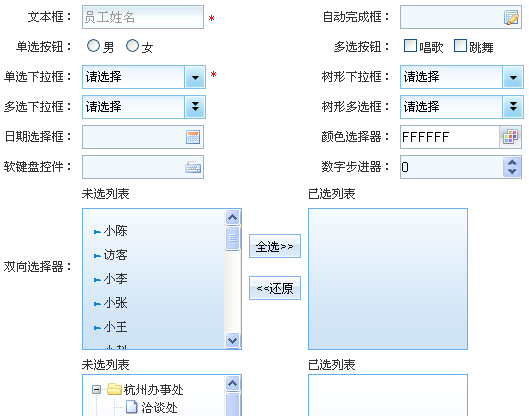 文本框： 员工姓名 * 自动完成框：
单选按钮： 男 女 多选按钮： 唱歌 跳舞
单选下拉框： 请选择 * 树形下拉框： 请选择
多选下拉框： 请选择 树形多选框： 请选择
日期选择框： 颜色选择器： FFFFFF
软键盘控件： 数字步进器： 0
未选列表 已选列表
小陈
访客
全选>>
双向选择器：
小李
<<还原
小张
小王
未选列表 已选列表
杭州办事处
洽谈处